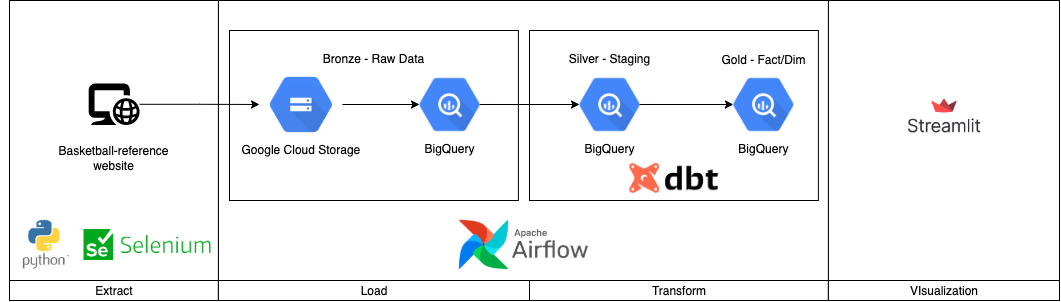 Bronze - Raw Data
Silver - Staging
Gold - Fact/Dim
Basketball-reference
website
Google Cloud Storage
BigQuery
BigQuery
BigQuery
Streamlit
dbt
python
Se Selenium
Apache
Airflow
Extract
Load
Transform
VIsualization